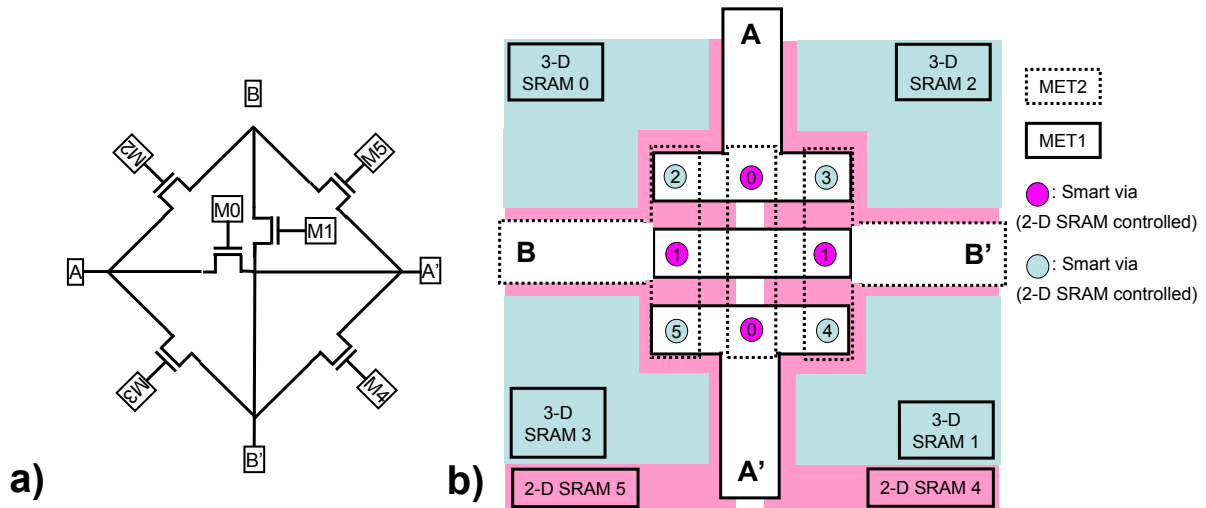 B
M2
M5
M0
M1
A
A'
M3
M4
B'
a)
A
3-D
SRAM 0
3-D
SRAM 2
2
0
3
B
1
1
B'
5
0
4
3-D
SRAM 3
3-D
SRAM 1
A'
2-D SRAM 5
2-D SRAM 4
b)
MET2
MET1
: Smart via
(2-D SRAM controlled)
: Smart via
(2-D SRAM controlled)